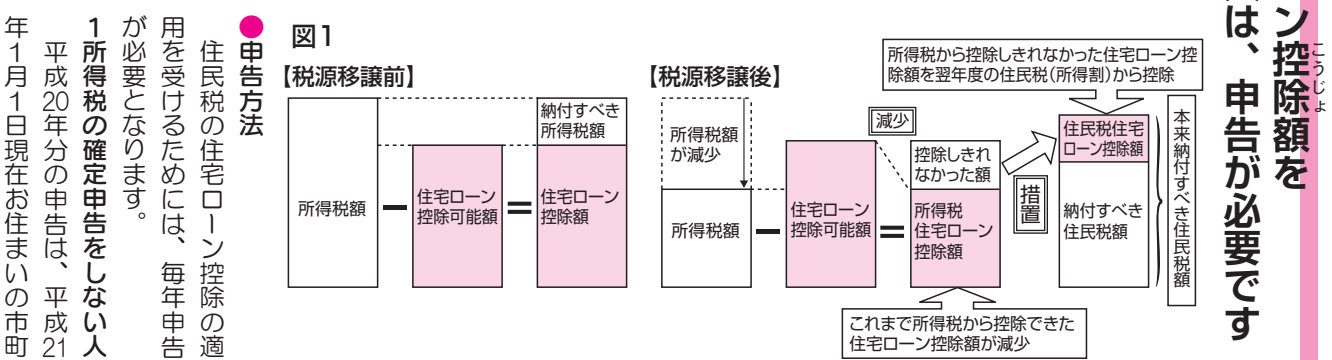 ン控除額を
こうじょ
は、申告が必要です
図1
【税源移譲前】
所得税額
−
住宅ローン
控除可能額
=
納付すべき
所得税額
住宅ローン
控除額
【税源移譲後】
所得税額
が減少
所得税額
−
住宅ローン
控除可能額
=
減少
控除しきれ
なかった額
所得税
住宅ローン
控除額
これまで所得税から控除できた
住宅ローン控除額が減少
措置
所得税から控除しきれなかった住宅ローン控
除額を翌年度の住民税(所得割)から控除
住民税住宅
ローン控除額
納付すべき
住民税額
本来納付すべき住民税額
●申告方法
住民税の住宅ローン控除の適
用を受けるためには、毎年申告
が必要となります。
1所得税の確定申告をしない人
平成20年分の申告は、平成21
年1月1日現在お住まいの市町